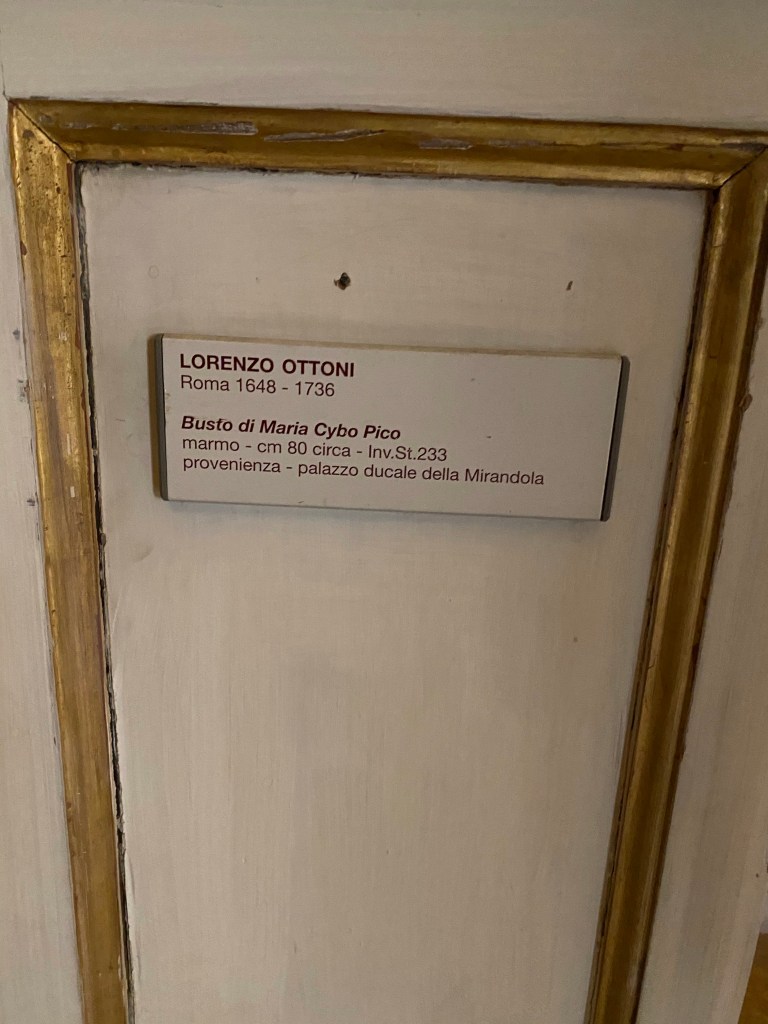 LORENZO OTTONI
Roma 1648 - 1736
Busto di Maria Cybo Pico
marmo - cm 80 circa - Inv.St.233
provenienza - palazzo ducale della Mirandola